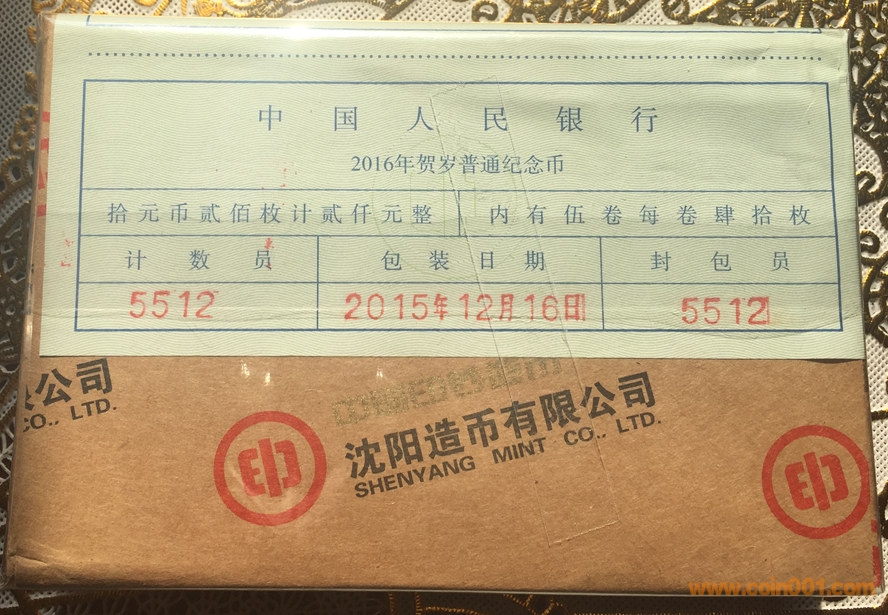 中国人民银行
2016年贺岁普通纪念币
拾元币贰佰枚计贰仟元整 内有伍卷每卷肆拾枚
计数员 包装日期 封包员
5512 2015年12月16日 5512
限公司
CO., LTD.
沈阳造币有限公司
SHENYANG MINT CO., LTD.
www.coin001.com